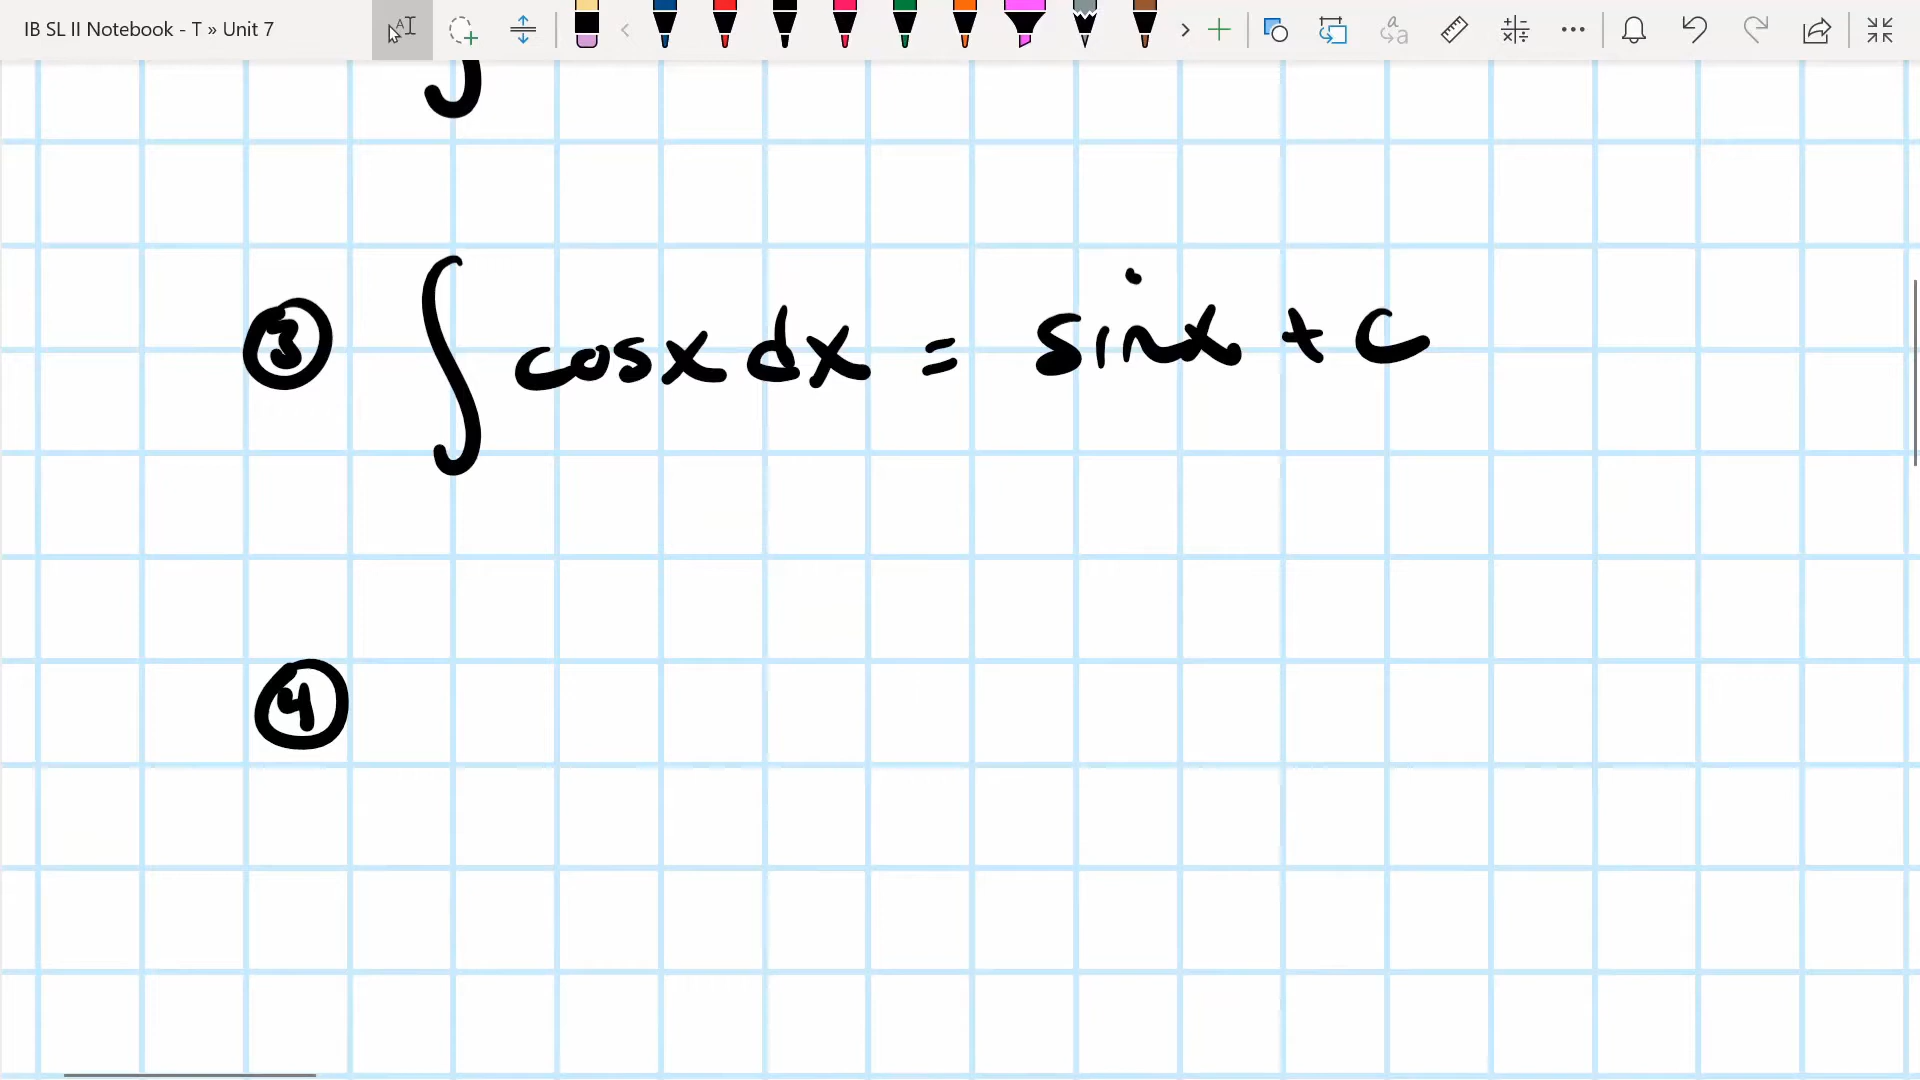 IB SL II Notebook - T » Unit 7
∫
③ ∫ cosx dx = sinx + C
④